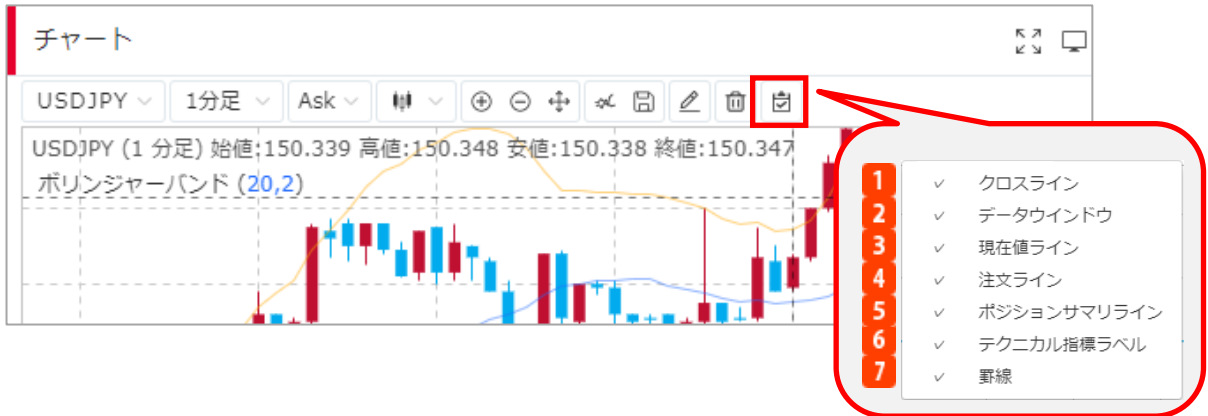 チャート
USDJPY 1分足 Ask
USDJPY (1 分足) 始値:150.339 高値:150.348 安値:150.338 終値:150.347
ボリンジャーバンド (20,2)
1 クロスライン
2 データウインドウ
3 現在値ライン
4 注文ライン
5 ポジションサマリライン
6 テクニカル指標ラベル
7 罫線